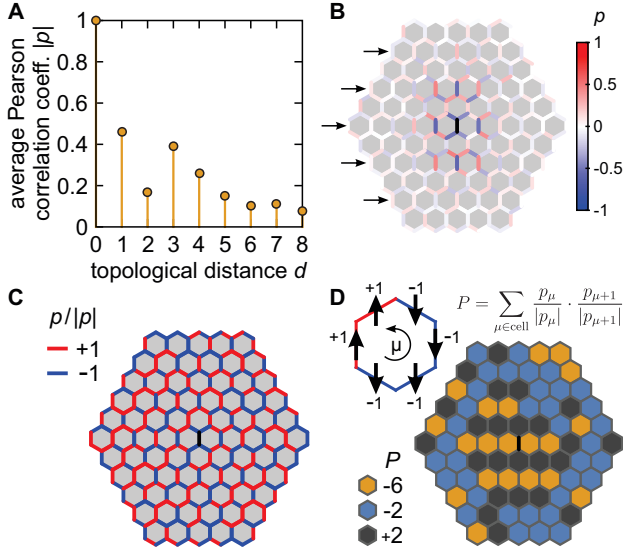 A
average Pearson
correlation coeff. |p|
1
0.8
0.6
0.4
0.2
0
0 1 2 3 4 5 6 7 8
topological distance d
B
p
1
0.5
0
-0.5
-1
C
p/|p|
+1
-1
D
+1 -1
+1 -1
μ
-1 -1
P = ∑ p_μ/|p_μ| · p_{μ+1}/|p_{μ+1}|
μ∈cell
P
-6
-2
+2